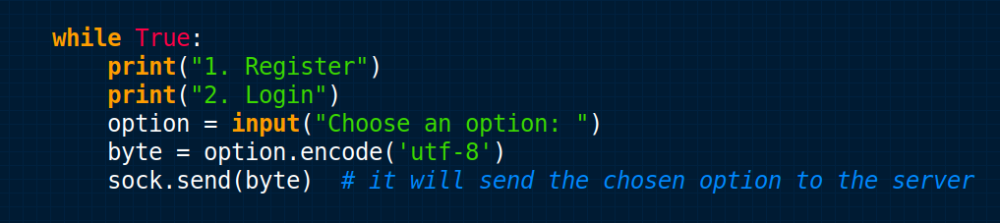 while True:
    print("1. Register")
    print("2. Login")
    option = input("Choose an option: ")
    byte = option.encode('utf-8')
    sock.send(byte)  # it will send the chosen option to the server